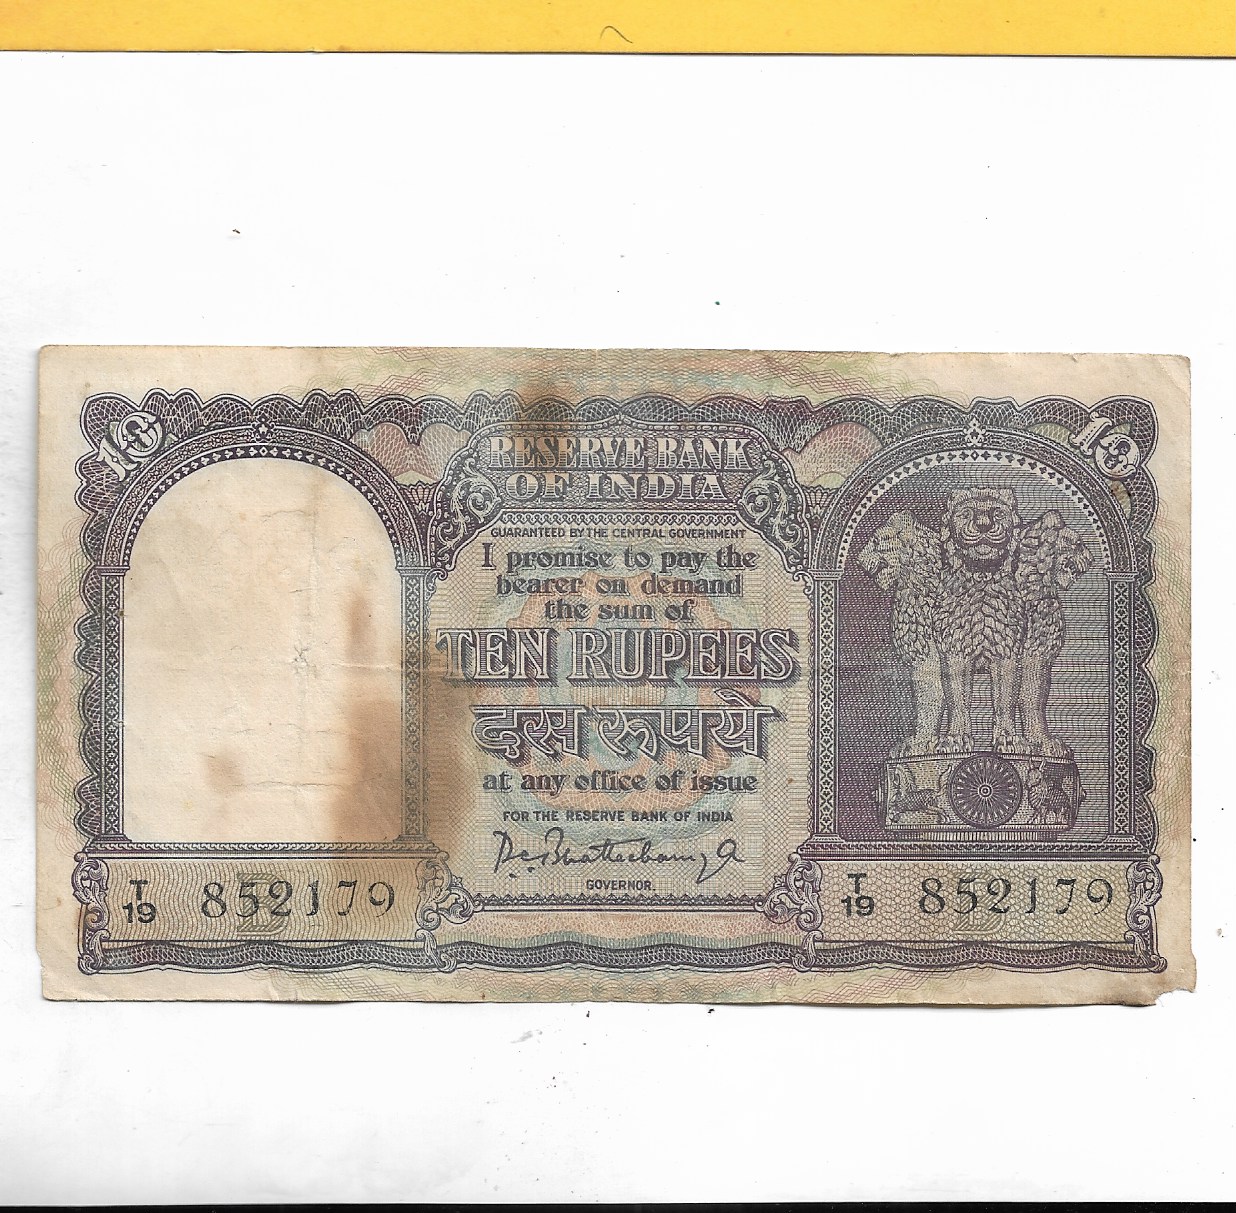 10
10
RESERVE BANK
OF INDIA
GUARANTEED BY THE CENTRAL GOVERNMENT
I promise to pay the
bearer on demand
the sum of
TEN RUPEES
दस रूपये
at any office of issue
FOR THE RESERVE BANK OF INDIA
P.C. Bhattacharyya
GOVERNOR.
T
19 852179
B
T
19 852179
B